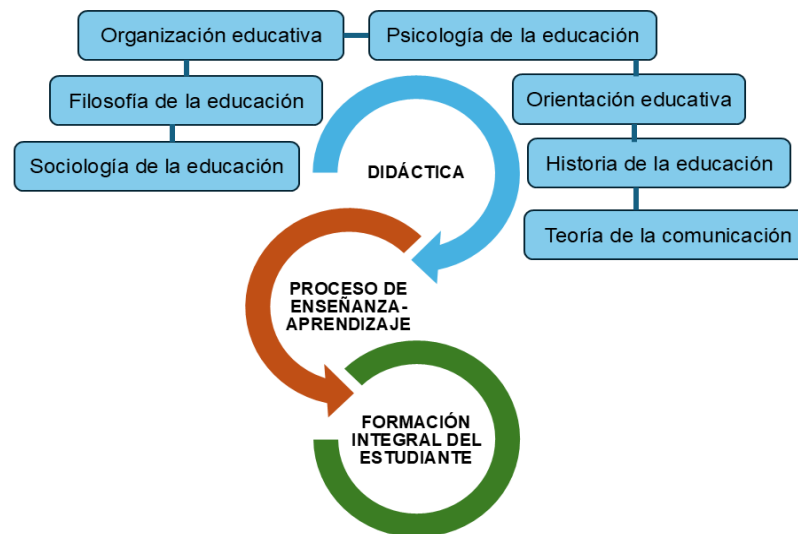 Organización educativa
Psicología de la educación
Filosofía de la educación
Orientación educativa
Sociología de la educación
Historia de la educación
Teoría de la comunicación
DIDÁCTICA
PROCESO DE
ENSEÑANZA-
APRENDIZAJE
FORMACIÓN
INTEGRAL DEL
ESTUDIANTE